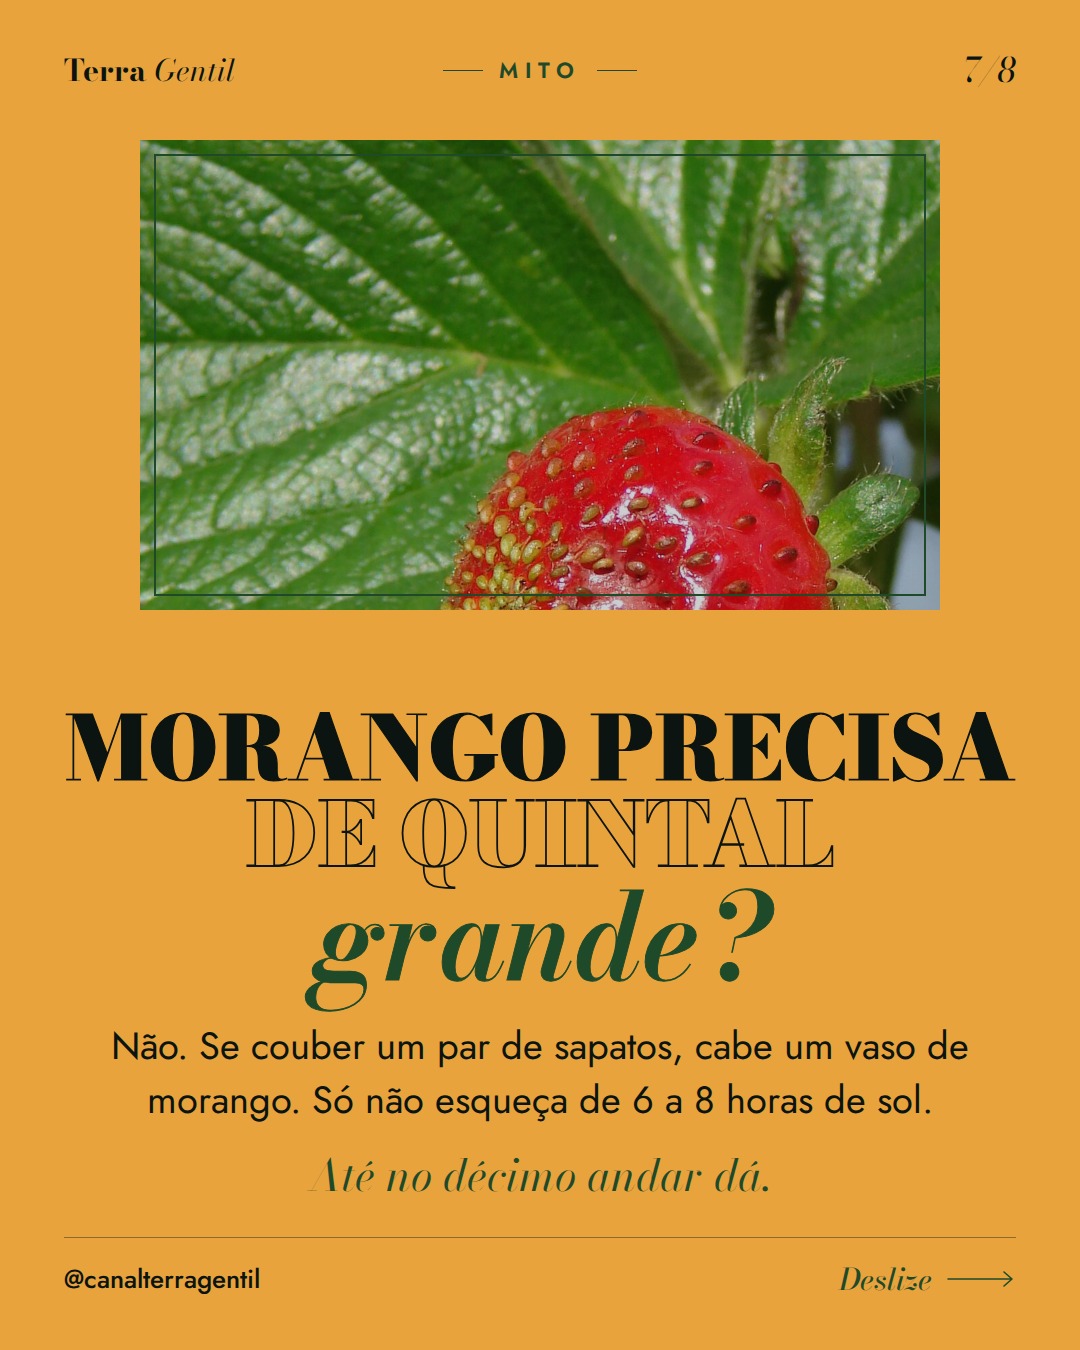 Terra Gentil
MITO
7/8
MORANGO PRECISA
DE QUINTAL
grande?
Não. Se couber um par de sapatos, cabe um vaso de
morango. Só não esqueça de 6 a 8 horas de sol.
Até no décimo andar dá.
@canalterragentil
Deslize